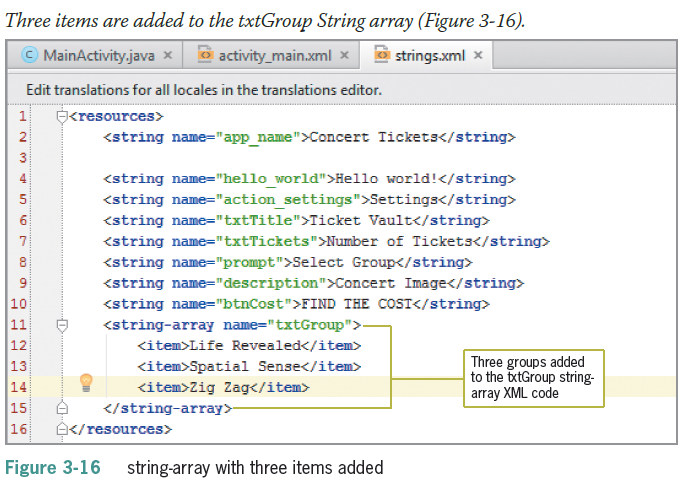 Three items are added to the txtGroup String array (Figure 3-16).
MainActivity.java × activity_main.xml × strings.xml ×
Edit translations for all locales in the translations editor.
1 <resources>
2 <string name="app_name">Concert Tickets</string>
3
4 <string name="hello_world">Hello world!</string>
5 <string name="action_settings">Settings</string>
6 <string name="txtTitle">Ticket Vault</string>
7 <string name="txtTickets">Number of Tickets</string>
8 <string name="prompt">Select Group</string>
9 <string name="description">Concert Image</string>
10 <string name="btnCost">FIND THE COST</string>
11 <string-array name="txtGroup">
12 <item>Life Revealed</item>
13 <item>Spatial Sense</item>
14 <item>Zig Zag</item>
15 </string-array>
16 </resources>
Three groups added
to the txtGroup string-
array XML code
Figure 3-16 string-array with three items added